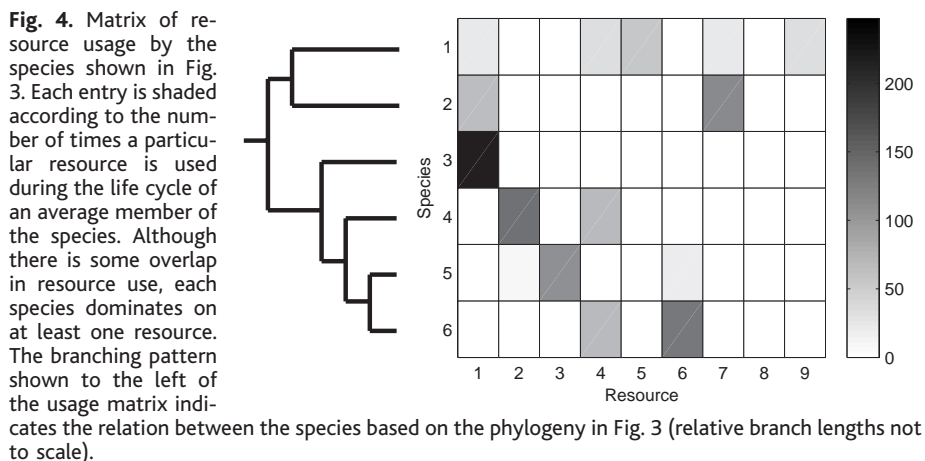 Fig. 4. Matrix of re-
source usage by the
species shown in Fig.
3. Each entry is shaded
according to the num-
ber of times a particu-
lar resource is used
during the life cycle of
an average member of
the species. Although
there is some overlap
in resource use, each
species dominates on
at least one resource.
The branching pattern
shown to the left of
the usage matrix indi-
cates the relation between the species based on the phylogeny in Fig. 3 (relative branch lengths not
to scale).
Species
1
2
3
4
5
6
1 2 3 4 5 6 7 8 9
Resource
200
150
100
50
0